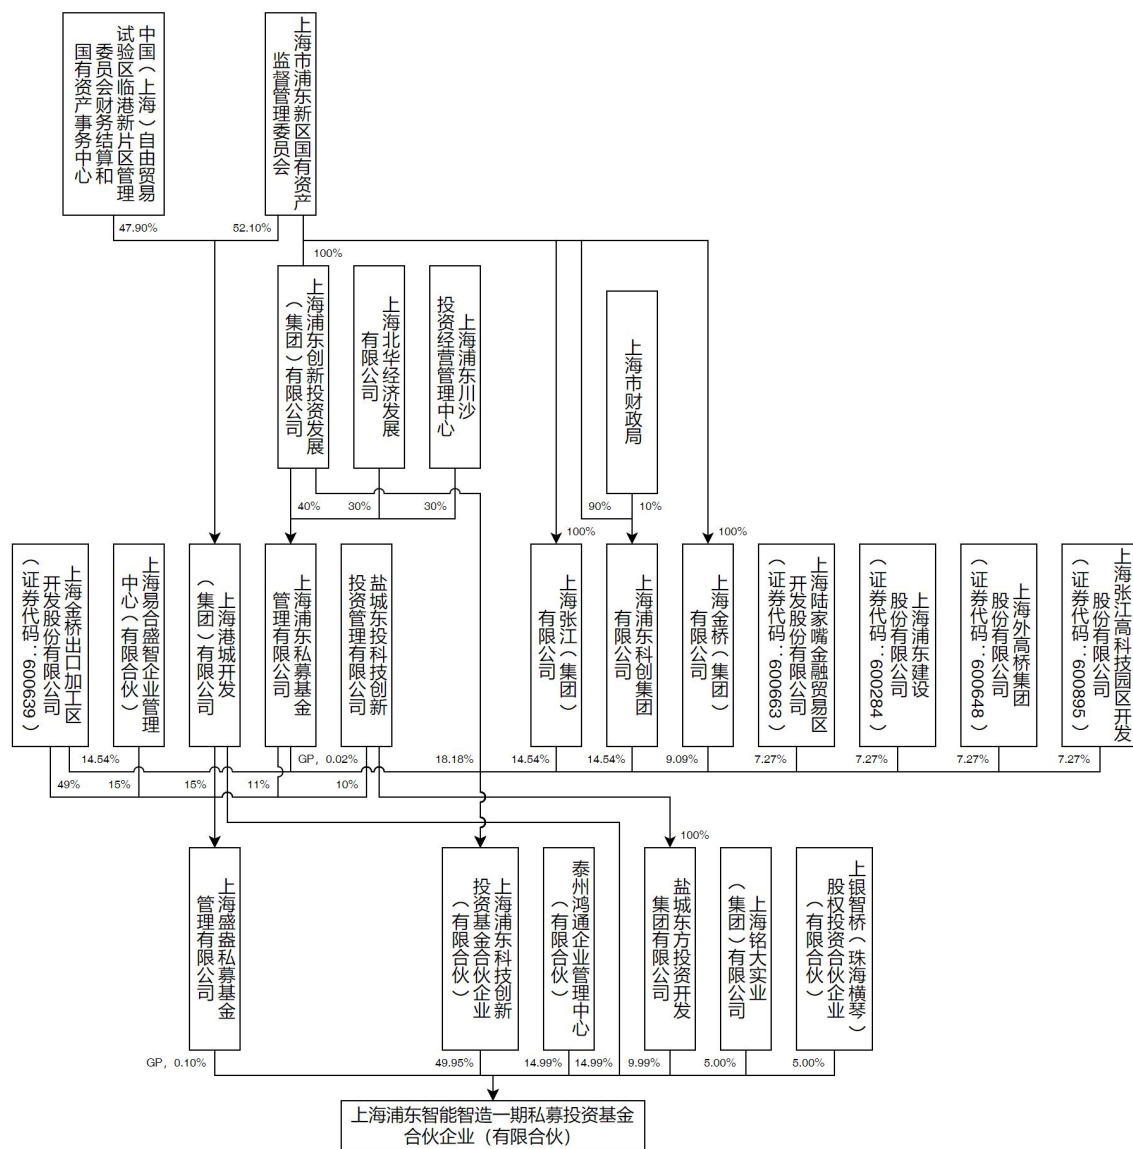 中国（上海）自由贸易
试验区临港新片区管理
委员会财务结算和
国有资产事务中心
上海市浦东新区国有资产
监督管理委员会
47.90%
52.10%
100%
上海浦东创新投资发展
（集团）有限公司
上海北华经济发展
有限公司
上海浦东川沙
投资经营管理中心
上海市财政局
40%
30%
30%
90%
10%
100%
100%
上海金桥出口加工区
开发股份有限公司
（证券代码：600639）
上海易合盛智企业管理
中心（有限合伙）
上海港城开发
（集团）有限公司
上海浦东私募基金
管理有限公司
盐城东投科技创新
投资管理有限公司
上海张江（集团）
有限公司
上海浦东科创集团
有限公司
上海金桥（集团）
有限公司
上海陆家嘴金融贸易区
开发股份有限公司
（证券代码：600663）
上海浦东建设
股份有限公司
（证券代码：600284）
上海外高桥集团
股份有限公司
（证券代码：600648）
上海张江高科技园区开发
股份有限公司
（证券代码：600895）
14.54%
GP，0.02%
18.18%
14.54%
14.54%
9.09%
7.27%
7.27%
7.27%
7.27%
49%
15%
15%
11%
10%
100%
上海盛盎私募基金
管理有限公司
上海浦东科技创新
投资基金合伙企业
（有限合伙）
泰州鸿通企业管理中心
（有限合伙）
盐城东方投资开发
集团有限公司
上海铭大实业
（集团）有限公司
上银智桥（珠海横琴）
股权投资合伙企业
（有限合伙）
GP，0.10%
49.95%
14.99%
14.99%
9.99%
5.00%
5.00%
上海浦东智能智造一期私募投资基金
合伙企业（有限合伙）